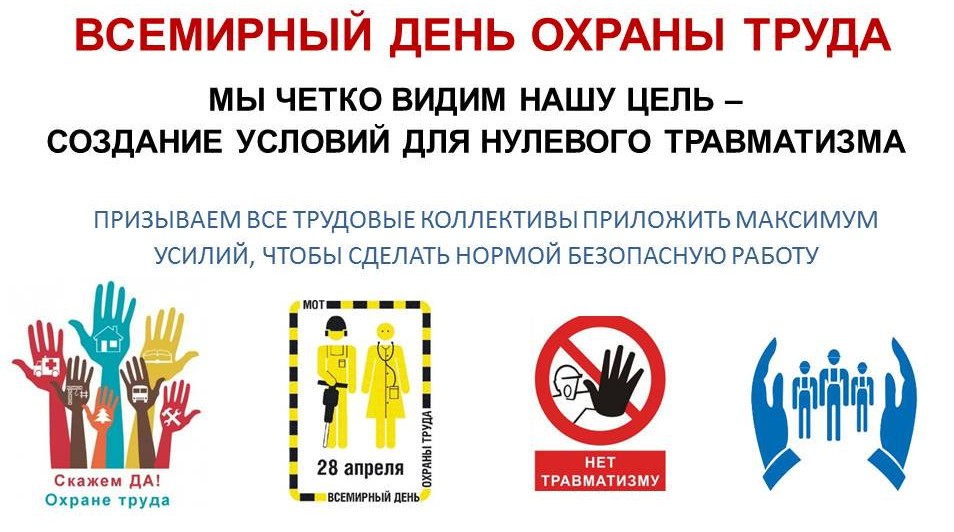 ВСЕМИРНЫЙ ДЕНЬ ОХРАНЫ ТРУДА
МЫ ЧЕТКО ВИДИМ НАШУ ЦЕЛЬ –
СОЗДАНИЕ УСЛОВИЙ ДЛЯ НУЛЕВОГО ТРАВМАТИЗМА
ПРИЗЫВАЕМ ВСЕ ТРУДОВЫЕ КОЛЛЕКТИВЫ ПРИЛОЖИТЬ МАКСИМУМ
УСИЛИЙ, ЧТОБЫ СДЕЛАТЬ НОРМОЙ БЕЗОПАСНУЮ РАБОТУ
Скажем ДА!
Охране труда
МОТ
28 апреля
ВСЕМИРНЫЙ ДЕНЬ
ОХРАНЫ ТРУДА
НЕТ
ТРАВМАТИЗМУ